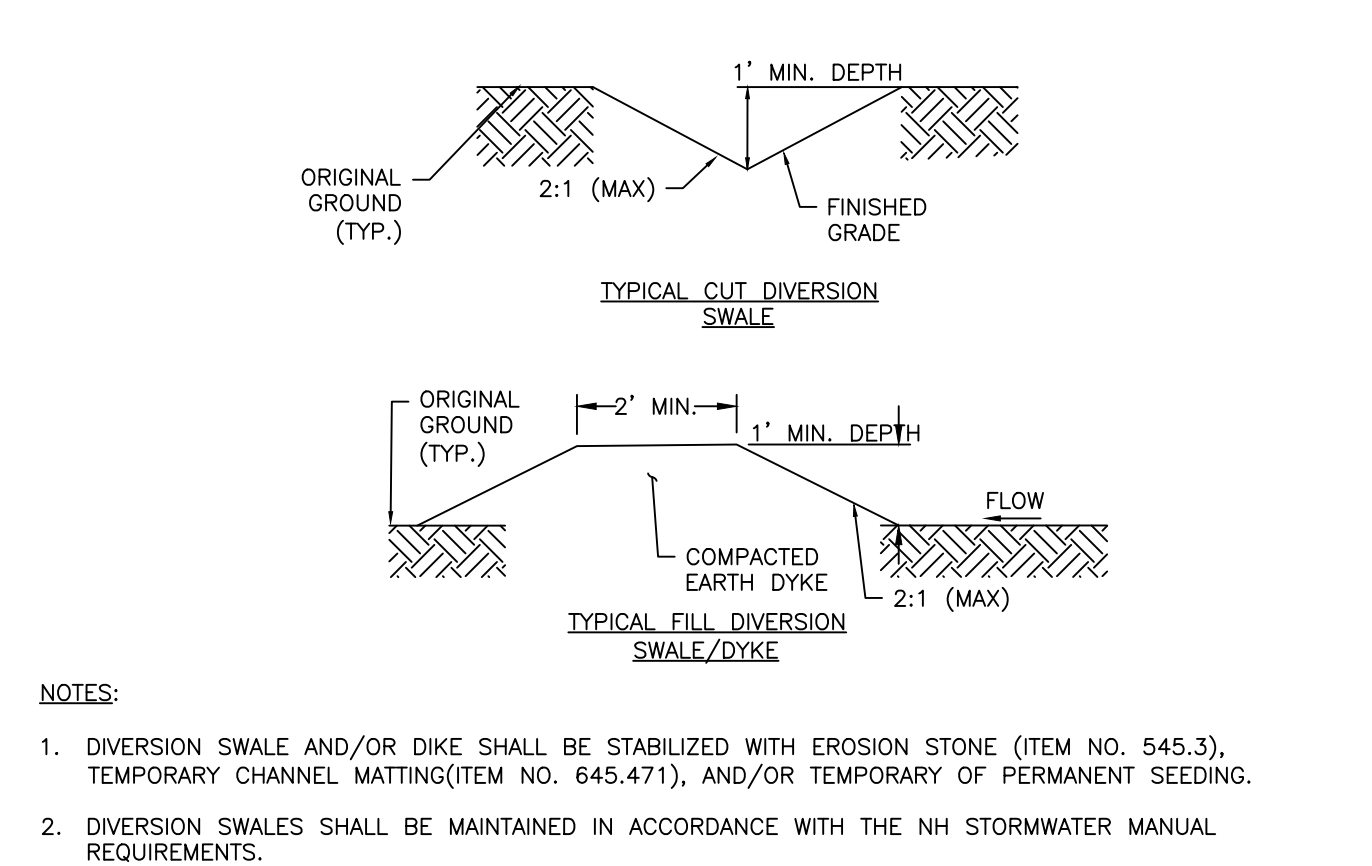 1' MIN. DEPTH
ORIGINAL
GROUND
(TYP.)
2:1 (MAX)
FINISHED
GRADE
TYPICAL CUT DIVERSION
SWALE
ORIGINAL
GROUND
(TYP.)
2' MIN.
1' MIN. DEPTH
FLOW
COMPACTED
EARTH DYKE
2:1 (MAX)
TYPICAL FILL DIVERSION
SWALE/DYKE
NOTES:
1. DIVERSION SWALE AND/OR DIKE SHALL BE STABILIZED WITH EROSION STONE (ITEM NO. 545.3),
TEMPORARY CHANNEL MATTING(ITEM NO. 645.471), AND/OR TEMPORARY OF PERMANENT SEEDING.
2. DIVERSION SWALES SHALL BE MAINTAINED IN ACCORDANCE WITH THE NH STORMWATER MANUAL
REQUIREMENTS.